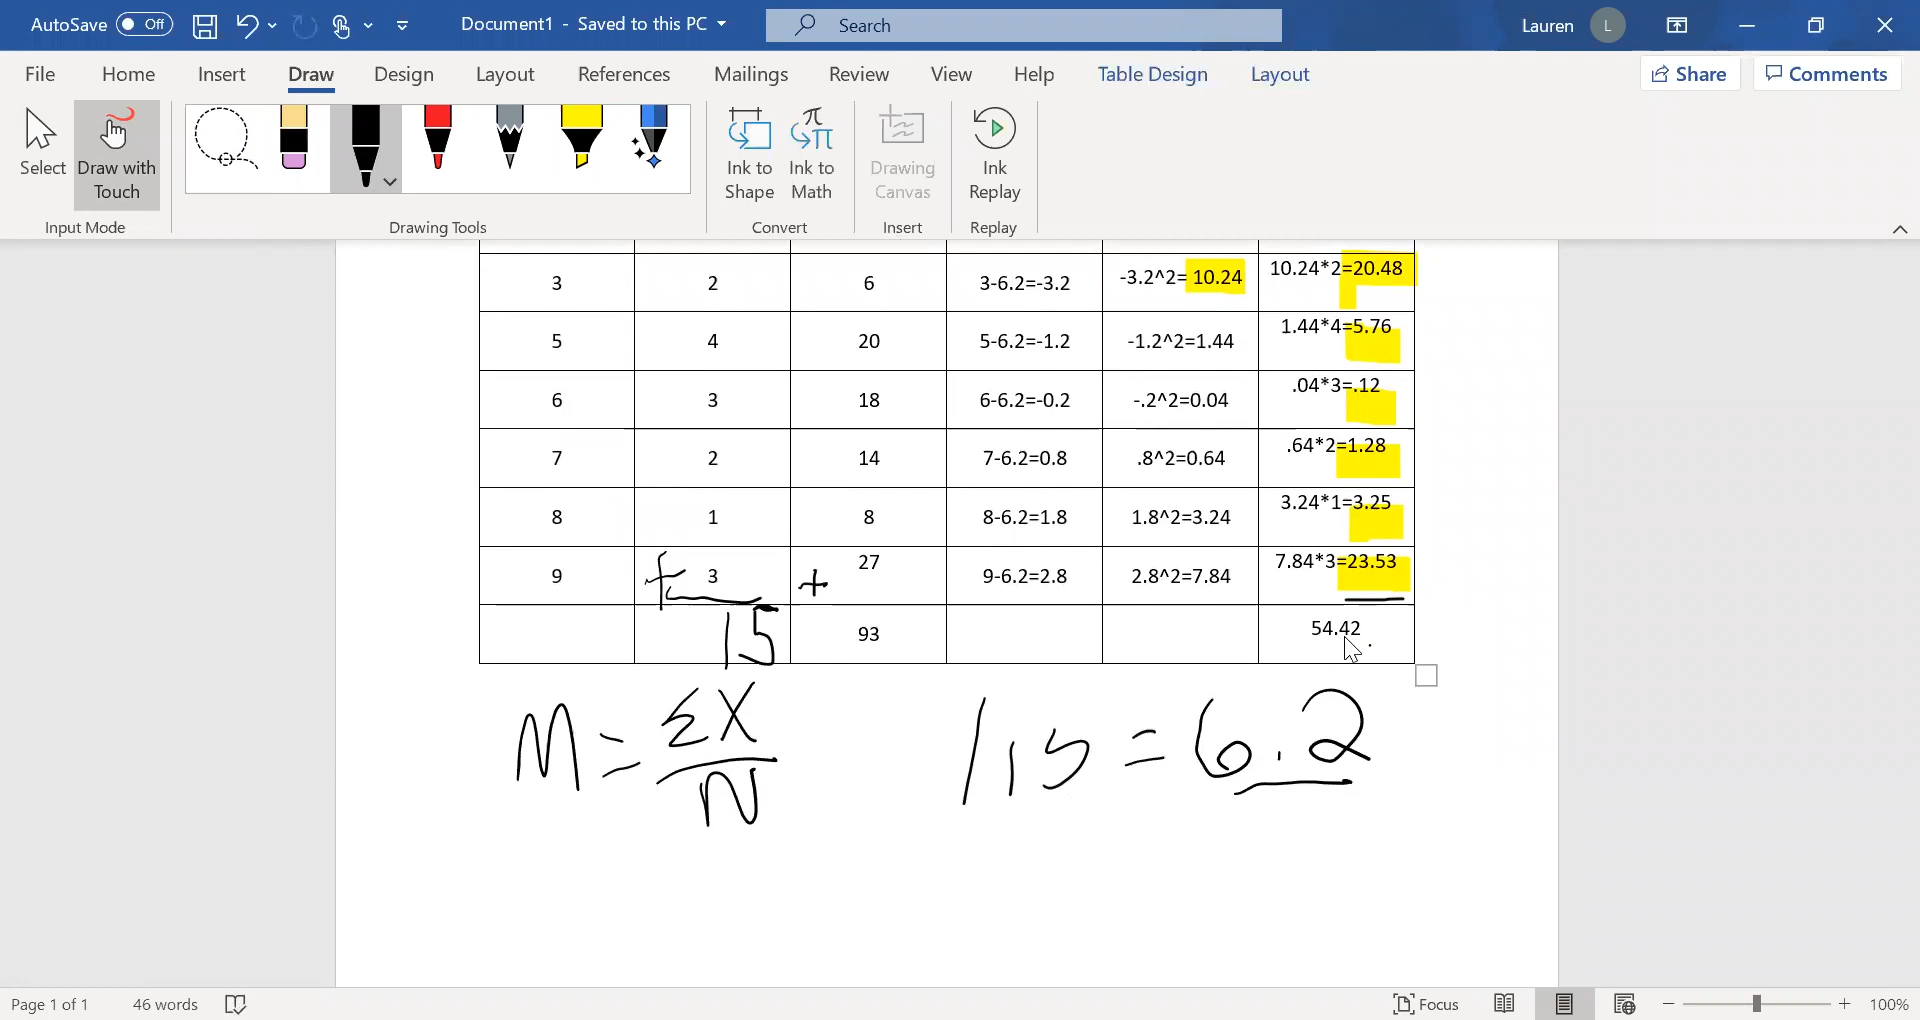 AutoSave Off Document1 - Saved to this PC Search Lauren L
File Home Insert Draw Design Layout References Mailings Review View Help Table Design Layout Share Comments
Select
Draw with Touch
Input Mode
Drawing Tools
Ink to Shape
Ink to Math
Convert
Drawing Canvas
Insert
Ink Replay
Replay
3 2 6 3-6.2=-3.2 -3.2^2= 10.24 10.24*2=20.48
5 4 20 5-6.2=-1.2 -1.2^2=1.44 1.44*4=5.76
6 3 18 6-6.2=-0.2 -.2^2=0.04 .04*3=.12
7 2 14 7-6.2=0.8 .8^2=0.64 .64*2=1.28
8 1 8 8-6.2=1.8 1.8^2=3.24 3.24*1=3.25
9 + 3 + 27 9-6.2=2.8 2.8^2=7.84 7.84*3=23.53
15 93 54.42
M = ΣX / N / 15 = 6.2
Page 1 of 1 46 words Focus 100%